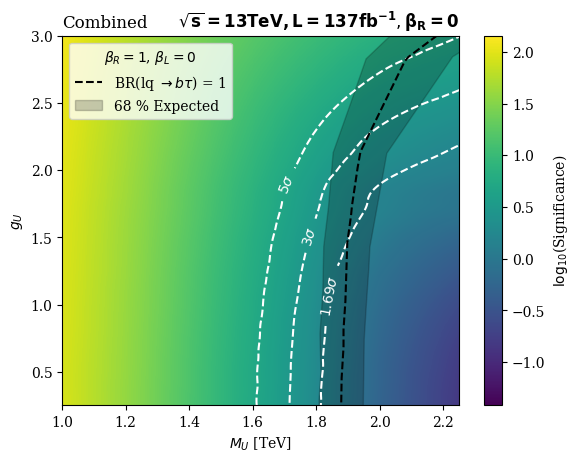 Combined √s = 13TeV, L = 137fb⁻¹, β_R = 0
β_R = 1, β_L = 0
BR(lq → bτ) = 1
68 % Expected
3.0
2.5
2.0
1.5
1.0
0.5
g_U
5σ
3σ
1.69σ
1.0 1.2 1.4 1.6 1.8 2.0 2.2
M_U [TeV]
2.0
1.5
1.0
0.5
0.0
−0.5
−1.0
log₁₀(Significance)